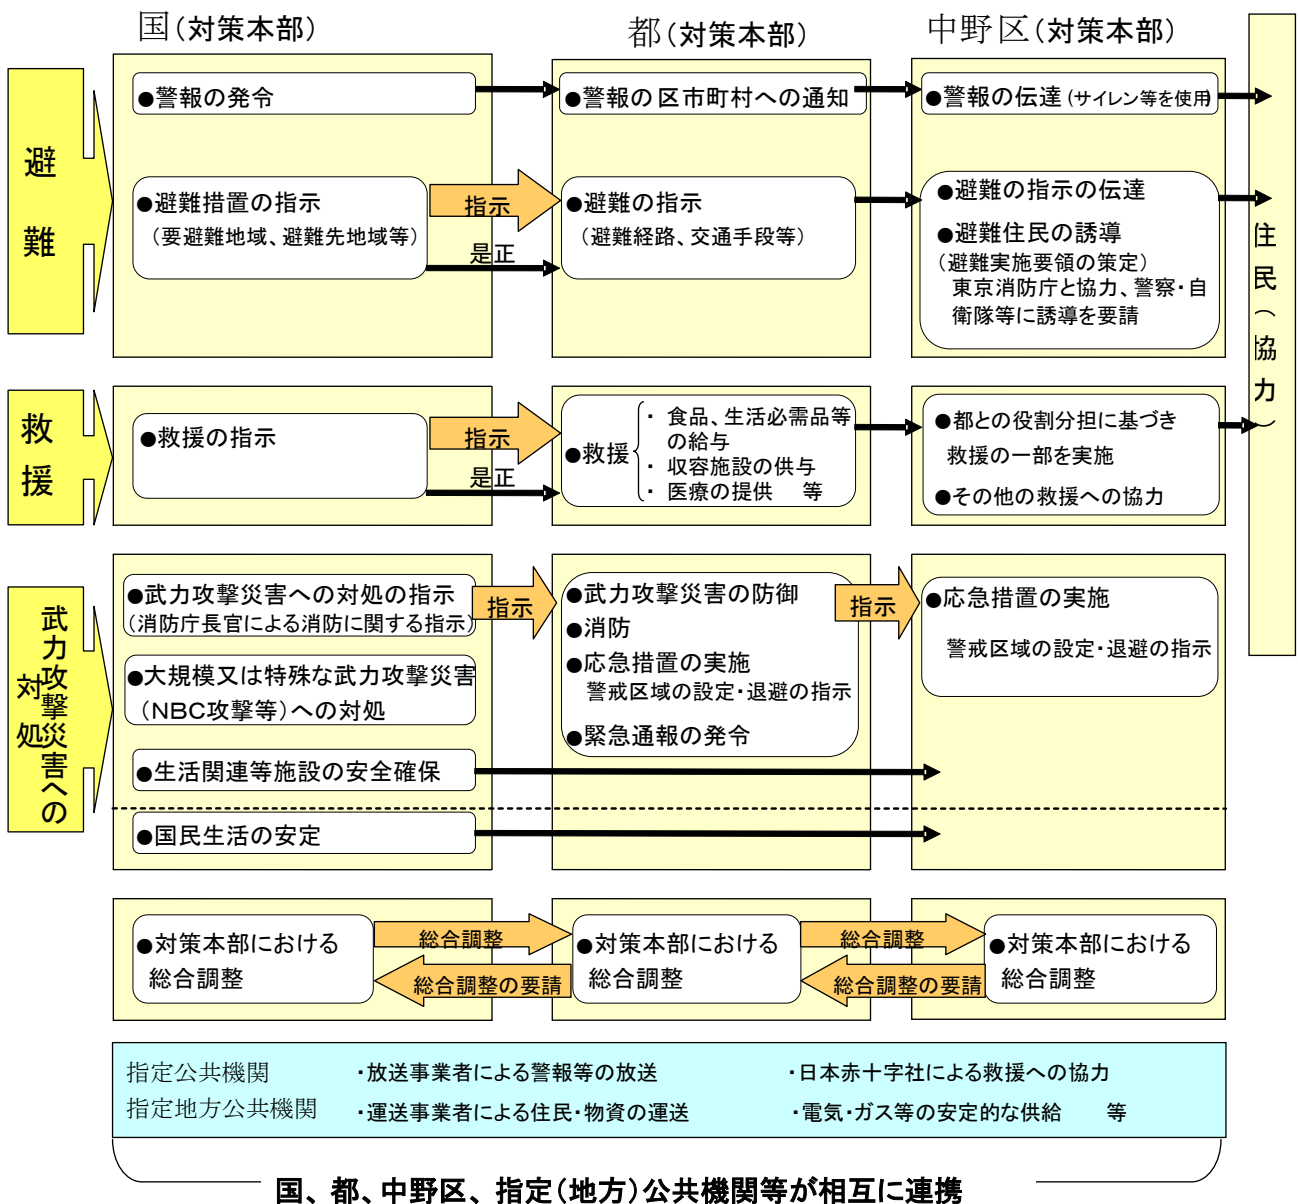 国(対策本部)
都(対策本部)
中野区(対策本部)
避難
●警報の発令
●警報の区市町村への通知
●警報の伝達(サイレン等を使用)
●避難措置の指示
(要避難地域、避難先地域等)
指示
是正
●避難の指示
(避難経路、交通手段等)
●避難の指示の伝達
●避難住民の誘導
(避難実施要領の策定)
東京消防庁と協力、警察・自
衛隊等に誘導を要請
住民(協力)
救援
●救援の指示
指示
是正
●救援
・ 食品、生活必需品等
の給与
・ 収容施設の供与
・ 医療の提供 等
●都との役割分担に基づき
救援の一部を実施
●その他の救援への協力
武力攻撃災害への
対処
●武力攻撃災害への対処の指示
(消防庁長官による消防に関する指示)
指示
●大規模又は特殊な武力攻撃災害
(NBC攻撃等)への対処
●生活関連等施設の安全確保
●国民生活の安定
●武力攻撃災害の防御
●消防
●応急措置の実施
警戒区域の設定・退避の指示
●緊急通報の発令
指示
●応急措置の実施
警戒区域の設定・退避の指示
●対策本部における
総合調整
総合調整
総合調整の要請
●対策本部における
総合調整
総合調整
総合調整の要請
●対策本部における
総合調整
指定公共機関
指定地方公共機関
・放送事業者による警報等の放送
・日本赤十字社による救援への協力
・運送事業者による住民・物資の運送
・電気・ガス等の安定的な供給 等
国、都、中野区、指定(地方)公共機関等が相互に連携